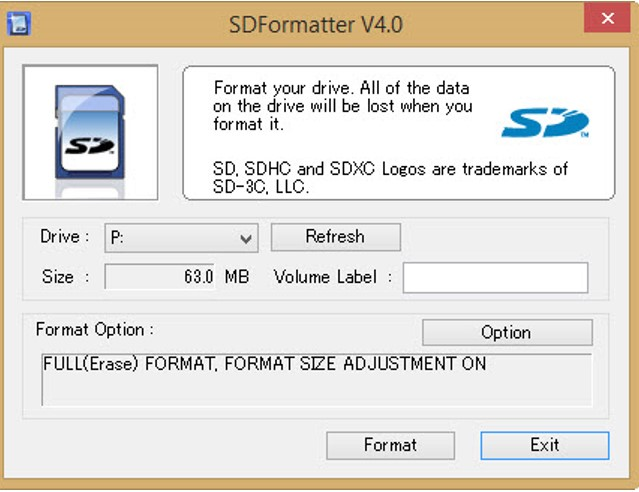 SDFormatter V4.0
Format your drive. All of the data
on the drive will be lost when you
format it.
SD, SDHC and SDXC Logos are trademarks of
SD-3C, LLC.
SD
SD™
Drive : P: Refresh
Size : 63.0 MB Volume Label :
Format Option :
Option
FULL(Erase) FORMAT, FORMAT SIZE ADJUSTMENT ON
Format Exit